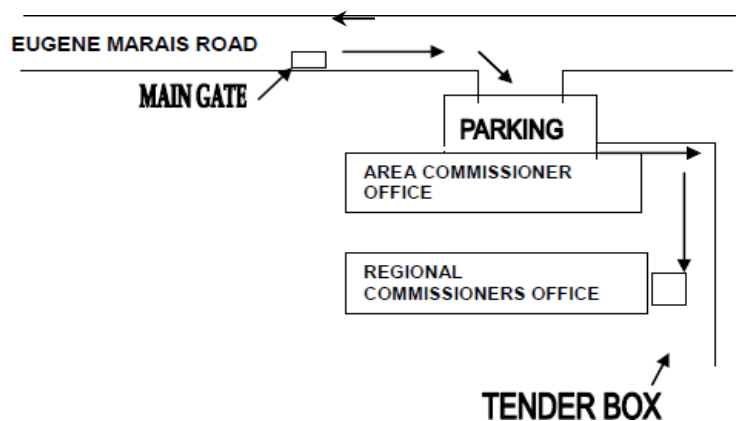 EUGENE MARAIS ROAD
MAIN GATE
PARKING
AREA COMMISSIONER
OFFICE
REGIONAL
COMMISSIONERS OFFICE
TENDER BOX